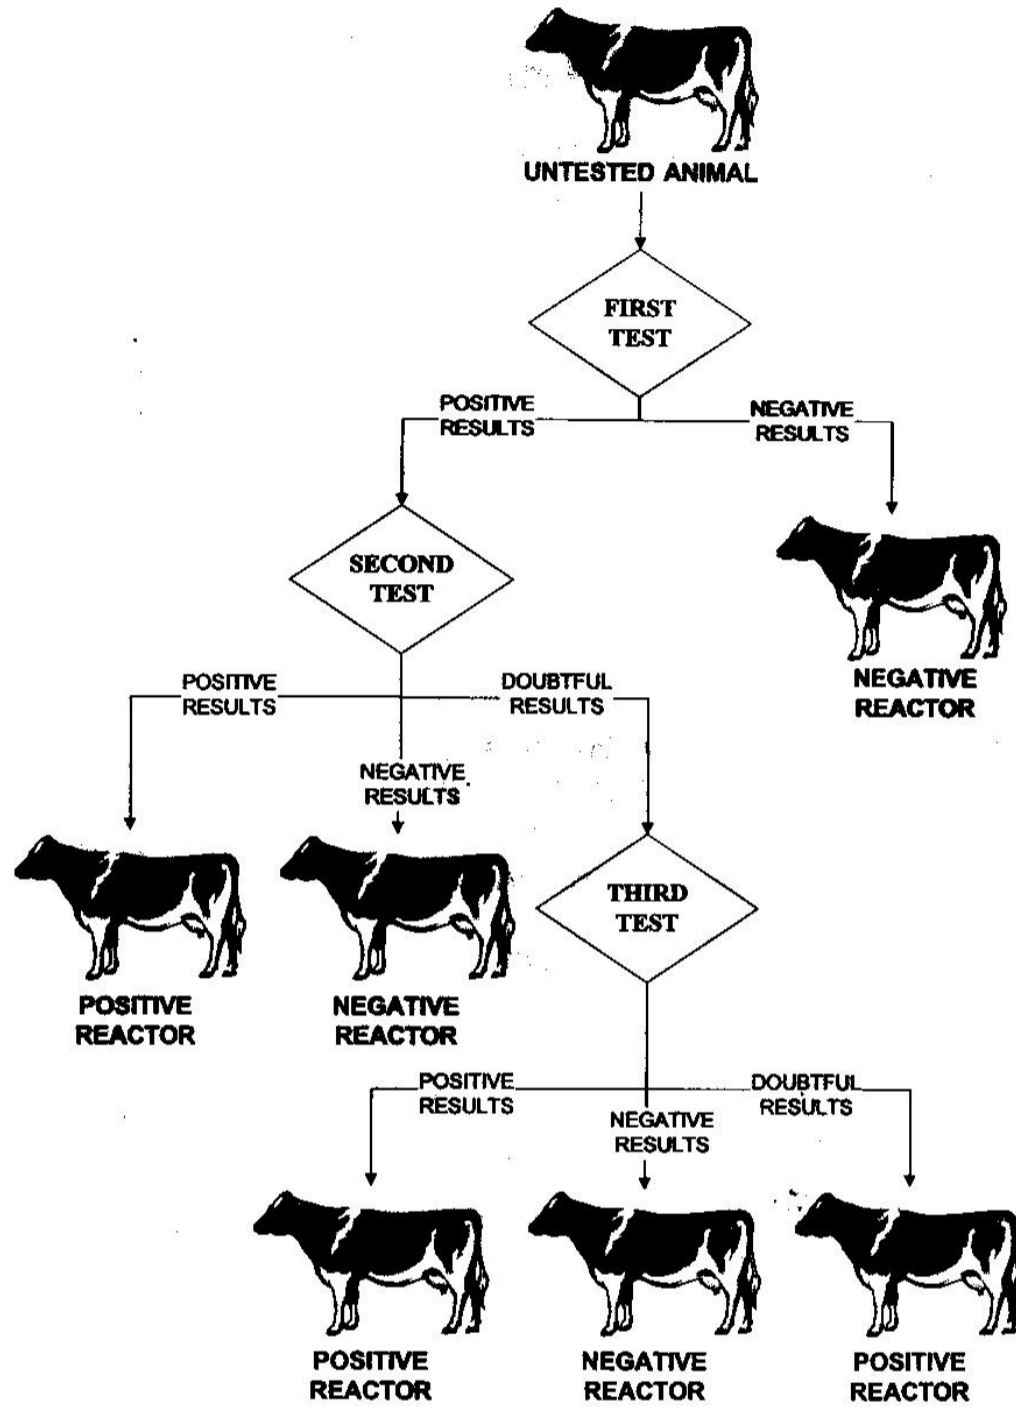 UNTESTED ANIMAL
FIRST
TEST
POSITIVE
RESULTS
NEGATIVE
RESULTS
SECOND
TEST
NEGATIVE
REACTOR
POSITIVE
RESULTS
DOUBTFUL
RESULTS
NEGATIVE
RESULTS
THIRD
TEST
POSITIVE
REACTOR
NEGATIVE
REACTOR
POSITIVE
RESULTS
NEGATIVE
RESULTS
DOUBTFUL
RESULTS
POSITIVE
REACTOR
NEGATIVE
REACTOR
POSITIVE
REACTOR